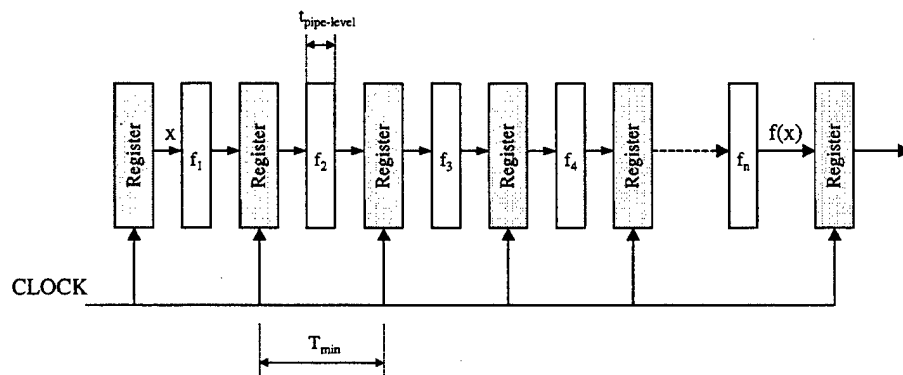 t_pipe-level
Register
x
f_1
Register
f_2
Register
f_3
Register
f_4
Register
f_n
f(x)
Register
CLOCK
T_min